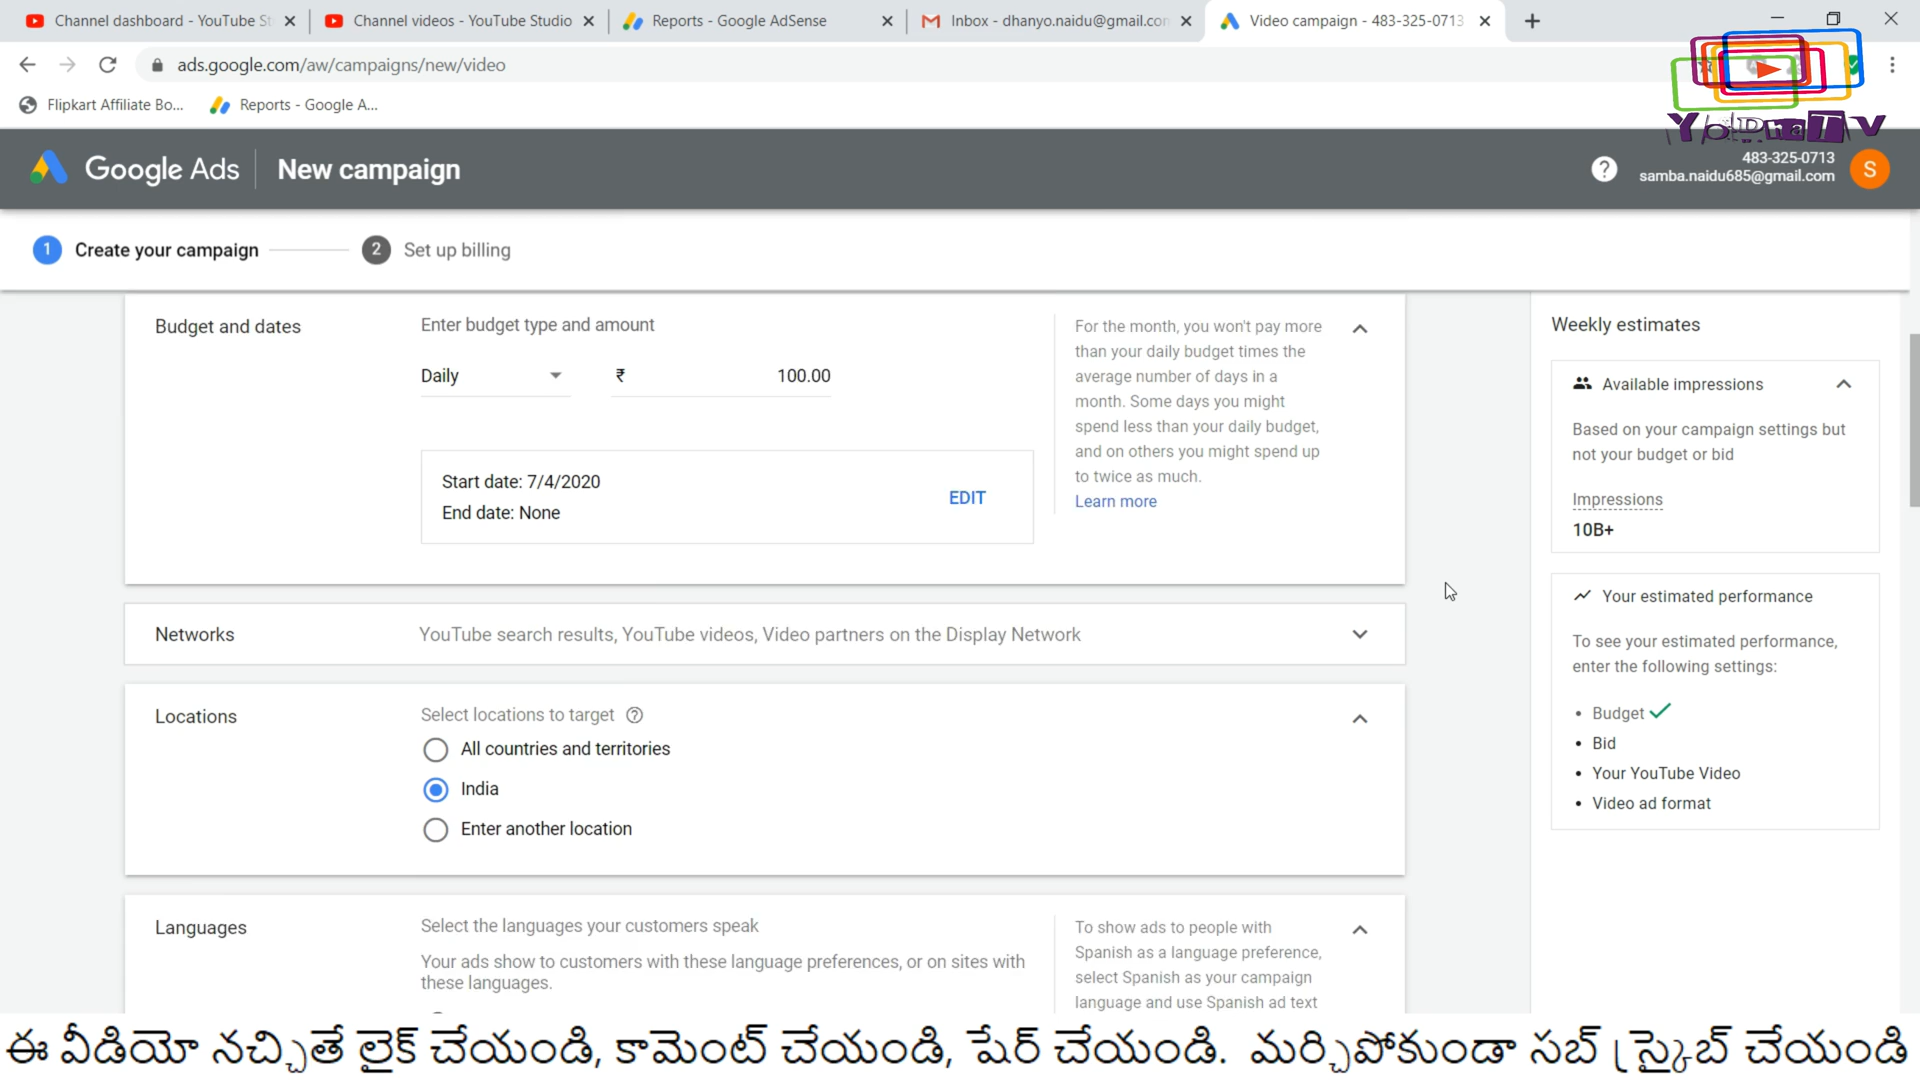 Channel dashboard - YouTube St
Channel videos - YouTube Studio
Reports - Google AdSense
Inbox - dhanyo.naidu@gmail.con
Video campaign - 483-325-0713
ads.google.com/aw/campaigns/new/video
Flipkart Affiliate Bo...
Reports - Google A...
YoDhaTV
Google Ads
New campaign
483-325-0713
samba.naidu685@gmail.com
S
1 Create your campaign
2 Set up billing
Budget and dates
Enter budget type and amount
Daily
₹ 100.00
Start date: 7/4/2020
End date: None
EDIT
For the month, you won't pay more
than your daily budget times the
average number of days in a
month. Some days you might
spend less than your daily budget,
and on others you might spend up
to twice as much.
Learn more
Networks
YouTube search results, YouTube videos, Video partners on the Display Network
Locations
Select locations to target
All countries and territories
India
Enter another location
Languages
Select the languages your customers speak
Your ads show to customers with these language preferences, or on sites with
these languages.
To show ads to people with
Spanish as a language preference,
select Spanish as your campaign
language and use Spanish ad text
Weekly estimates
Available impressions
Based on your campaign settings but
not your budget or bid
Impressions
10B+
Your estimated performance
To see your estimated performance,
enter the following settings:
• Budget
• Bid
• Your YouTube Video
• Video ad format
ఈ వీడియో నచ్చితే లైక్ చేయండి, కామెంట్ చేయండి, షేర్ చేయండి. మర్చిపోకుండా సబ్ స్క్రైబ్ చేయండి